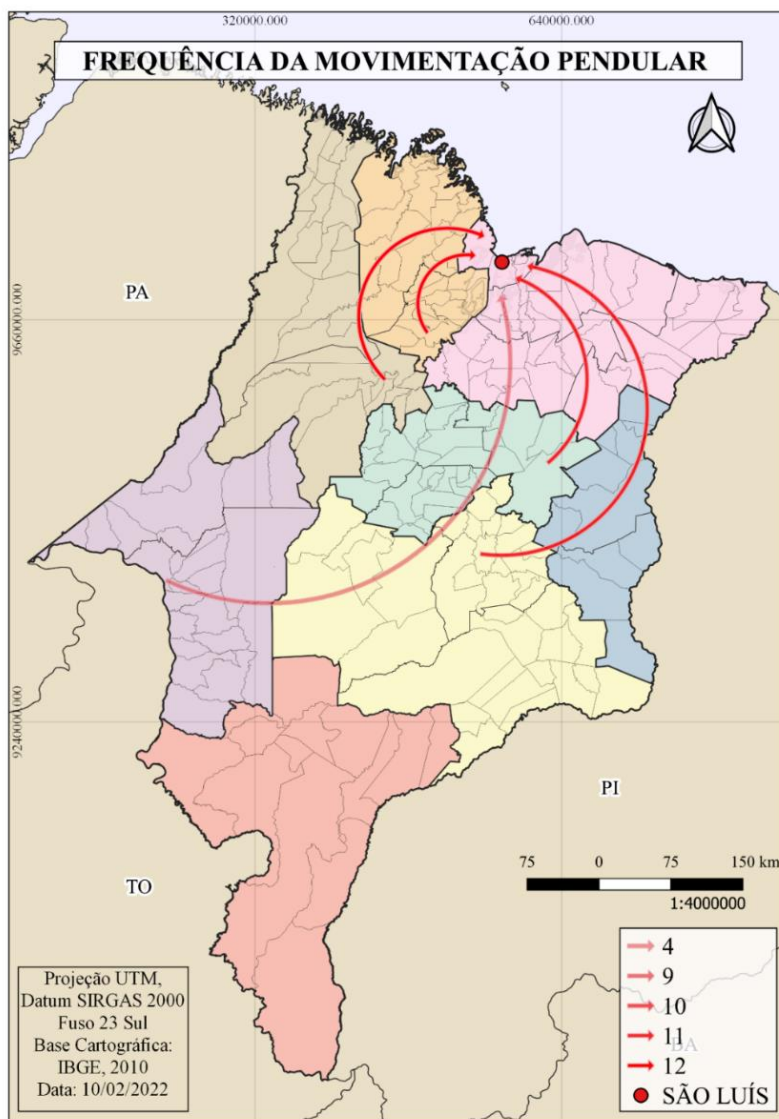 320000.000 640000.000
FREQUÊNCIA DA MOVIMENTAÇÃO PENDULAR
PA
9660000.000
9240000.000
PI
TO
75 0 75 150 km
1:4000000
4
9
10
11
12
SÃO LUÍS
BA
Projeção UTM,
Datum SIRGAS 2000
Fuso 23 Sul
Base Cartográfica:
IBGE, 2010
Data: 10/02/2022